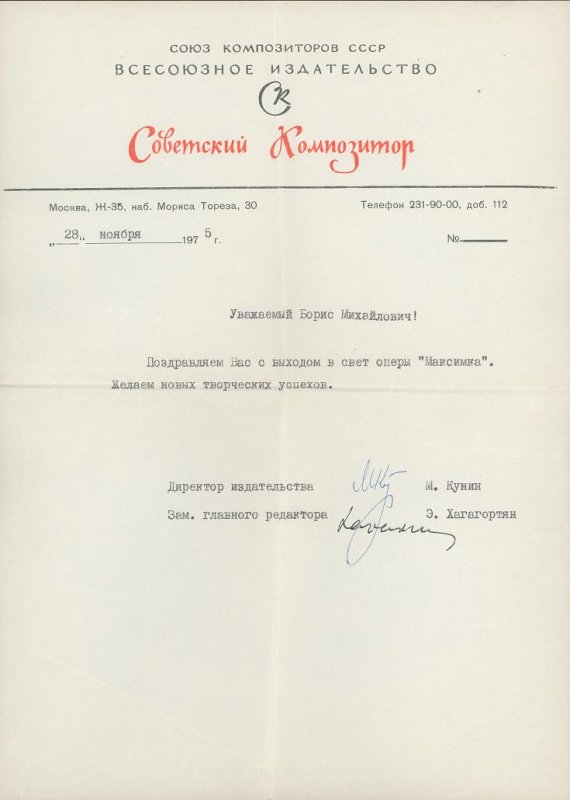 СОЮЗ КОМПОЗИТОРОВ СССР
ВСЕСОЮЗНОЕ ИЗДАТЕЛЬСТВО
СК
Советский Композитор
Москва, Ж-35, наб. Мориса Тореза, 30 Телефон 231-90-00, доб. 112
„28„ ноября 1975 г. №
Уважаемый Борис Михайлович!
Поздравляем Вас с выходом в свет оперы "Максимка".
Желаем новых творческих успехов.
Директор издательства М. Кунин
Зам. главного редактора Э. Хагагортян